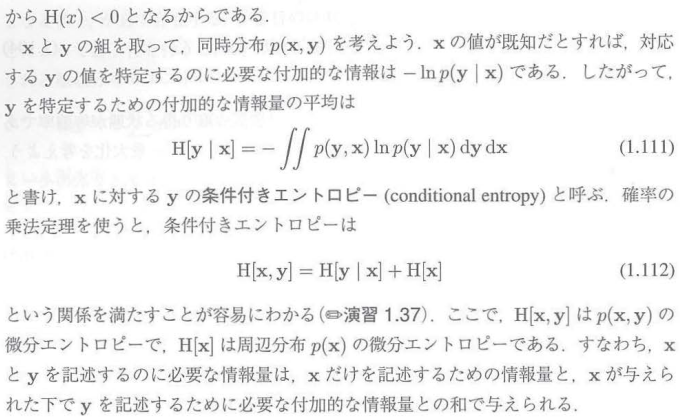 から H(x) < 0 となるからである.
x と y の組を取って，同時分布 p(x, y) を考えよう．x の値が既知だとすれば，対応
する y の値を特定するのに必要な付加的な情報は − ln p(y | x) である．したがって，
y を特定するための付加的な情報量の平均は
H[y | x] = − ∬ p(y, x) ln p(y | x) dy dx (1.111)
と書け，x に対する y の条件付きエントロピー (conditional entropy) と呼ぶ．確率の
乗法定理を使うと，条件付きエントロピーは
H[x, y] = H[y | x] + H[x] (1.112)
という関係を満たすことが容易にわかる (✏演習 1.37)．ここで，H[x, y] は p(x, y) の
微分エントロピーで，H[x] は周辺分布 p(x) の微分エントロピーである．すなわち，x
と y を記述するのに必要な情報量は，x だけを記述するための情報量と，x が与えら
れた下で y を記述するために必要な付加的な情報量との和で与えられる．